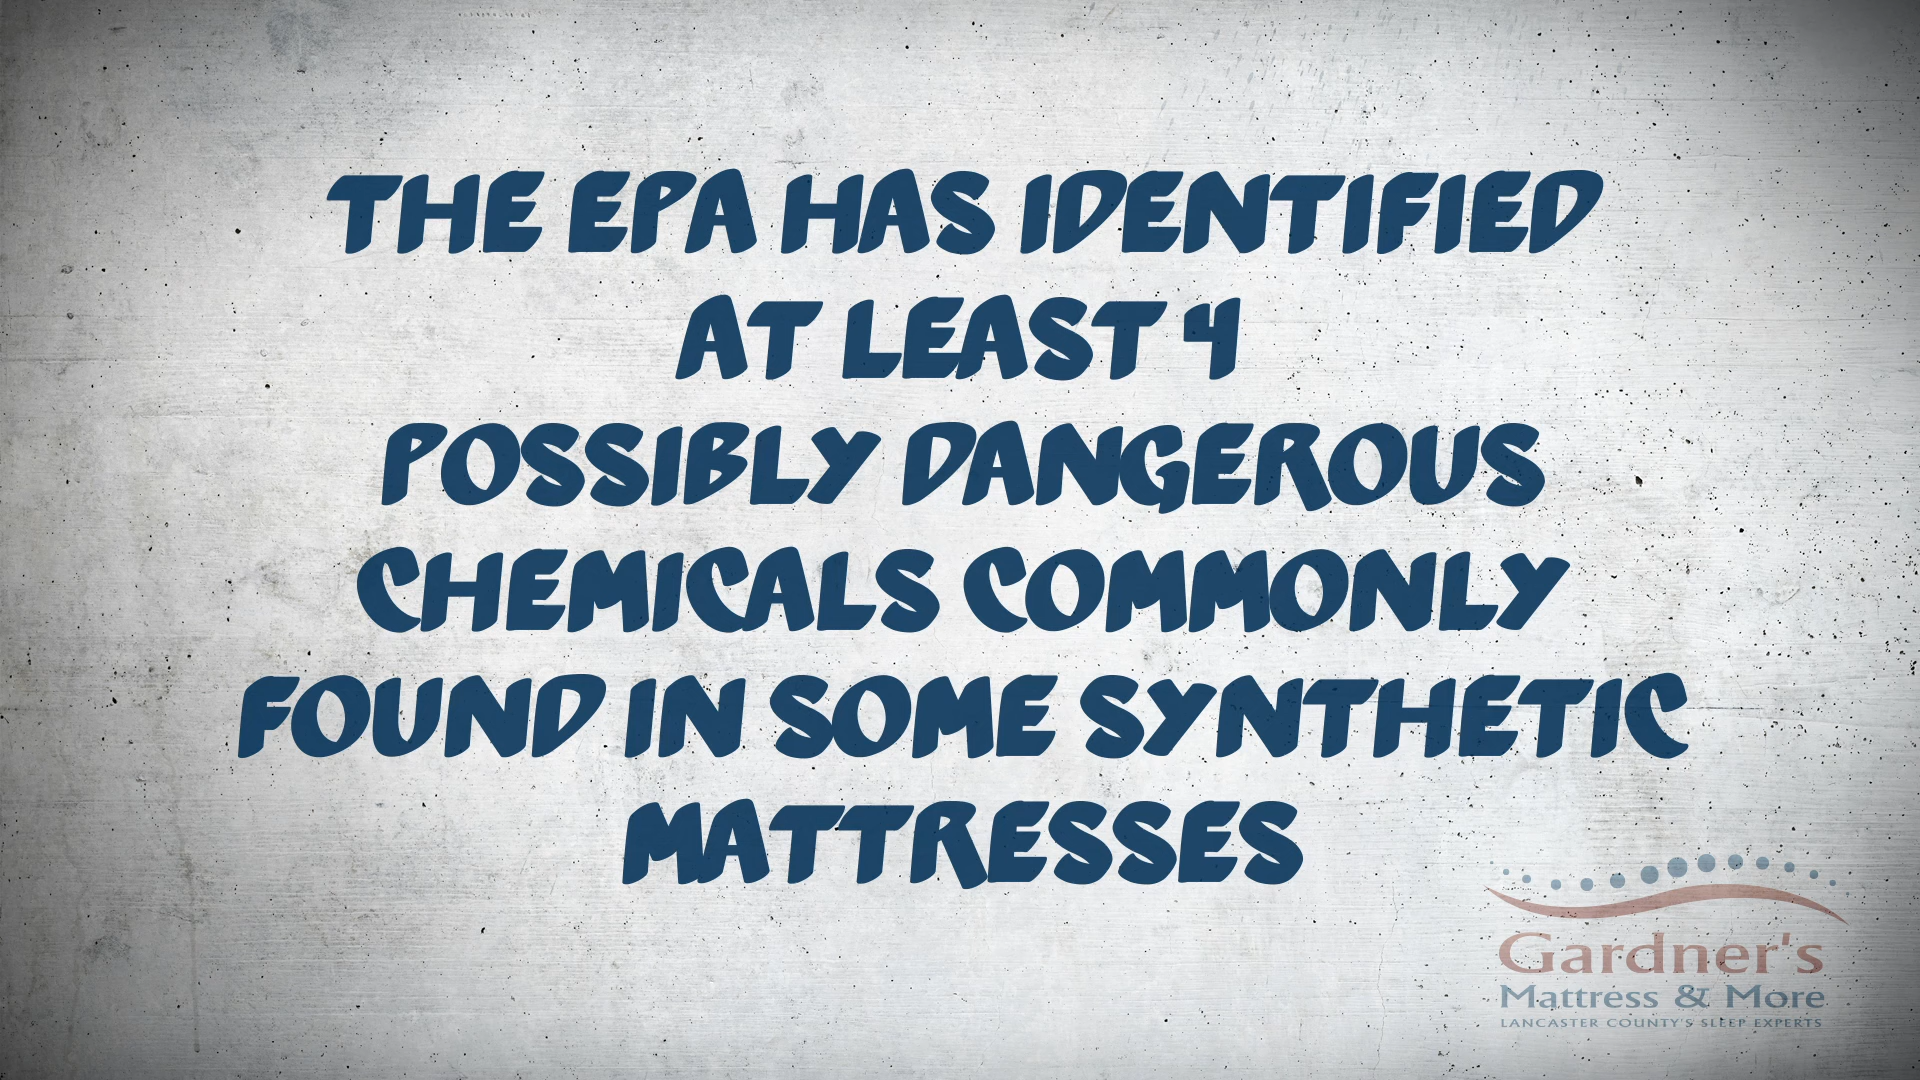 THE EPA HAS IDENTIFIED
AT LEAST 4
POSSIBLY DANGEROUS
CHEMICALS COMMONLY
FOUND IN SOME SYNTHETIC
MATTRESSES
Gardner's
Mattress & More
LANCASTER COUNTY'S SLEEP EXPERTS